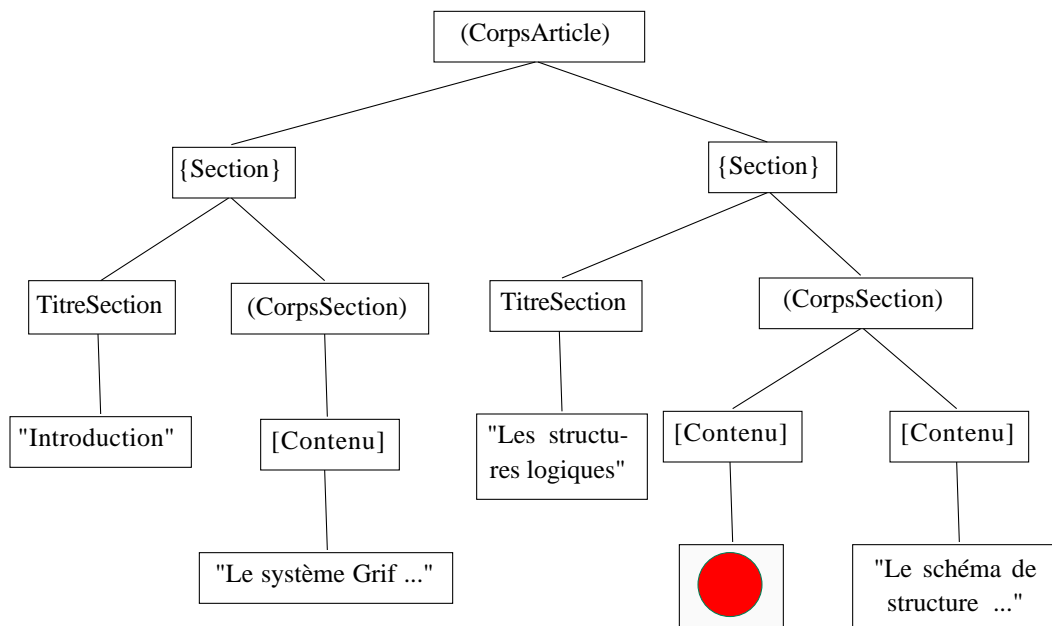 (CorpsArticle)
{Section}
{Section}
TitreSection
(CorpsSection)
TitreSection
(CorpsSection)
"Introduction"
[Contenu]
"Les structu-
res logiques"
[Contenu]
[Contenu]
"Le système Grif ..."
"Le schéma de
structure ..."